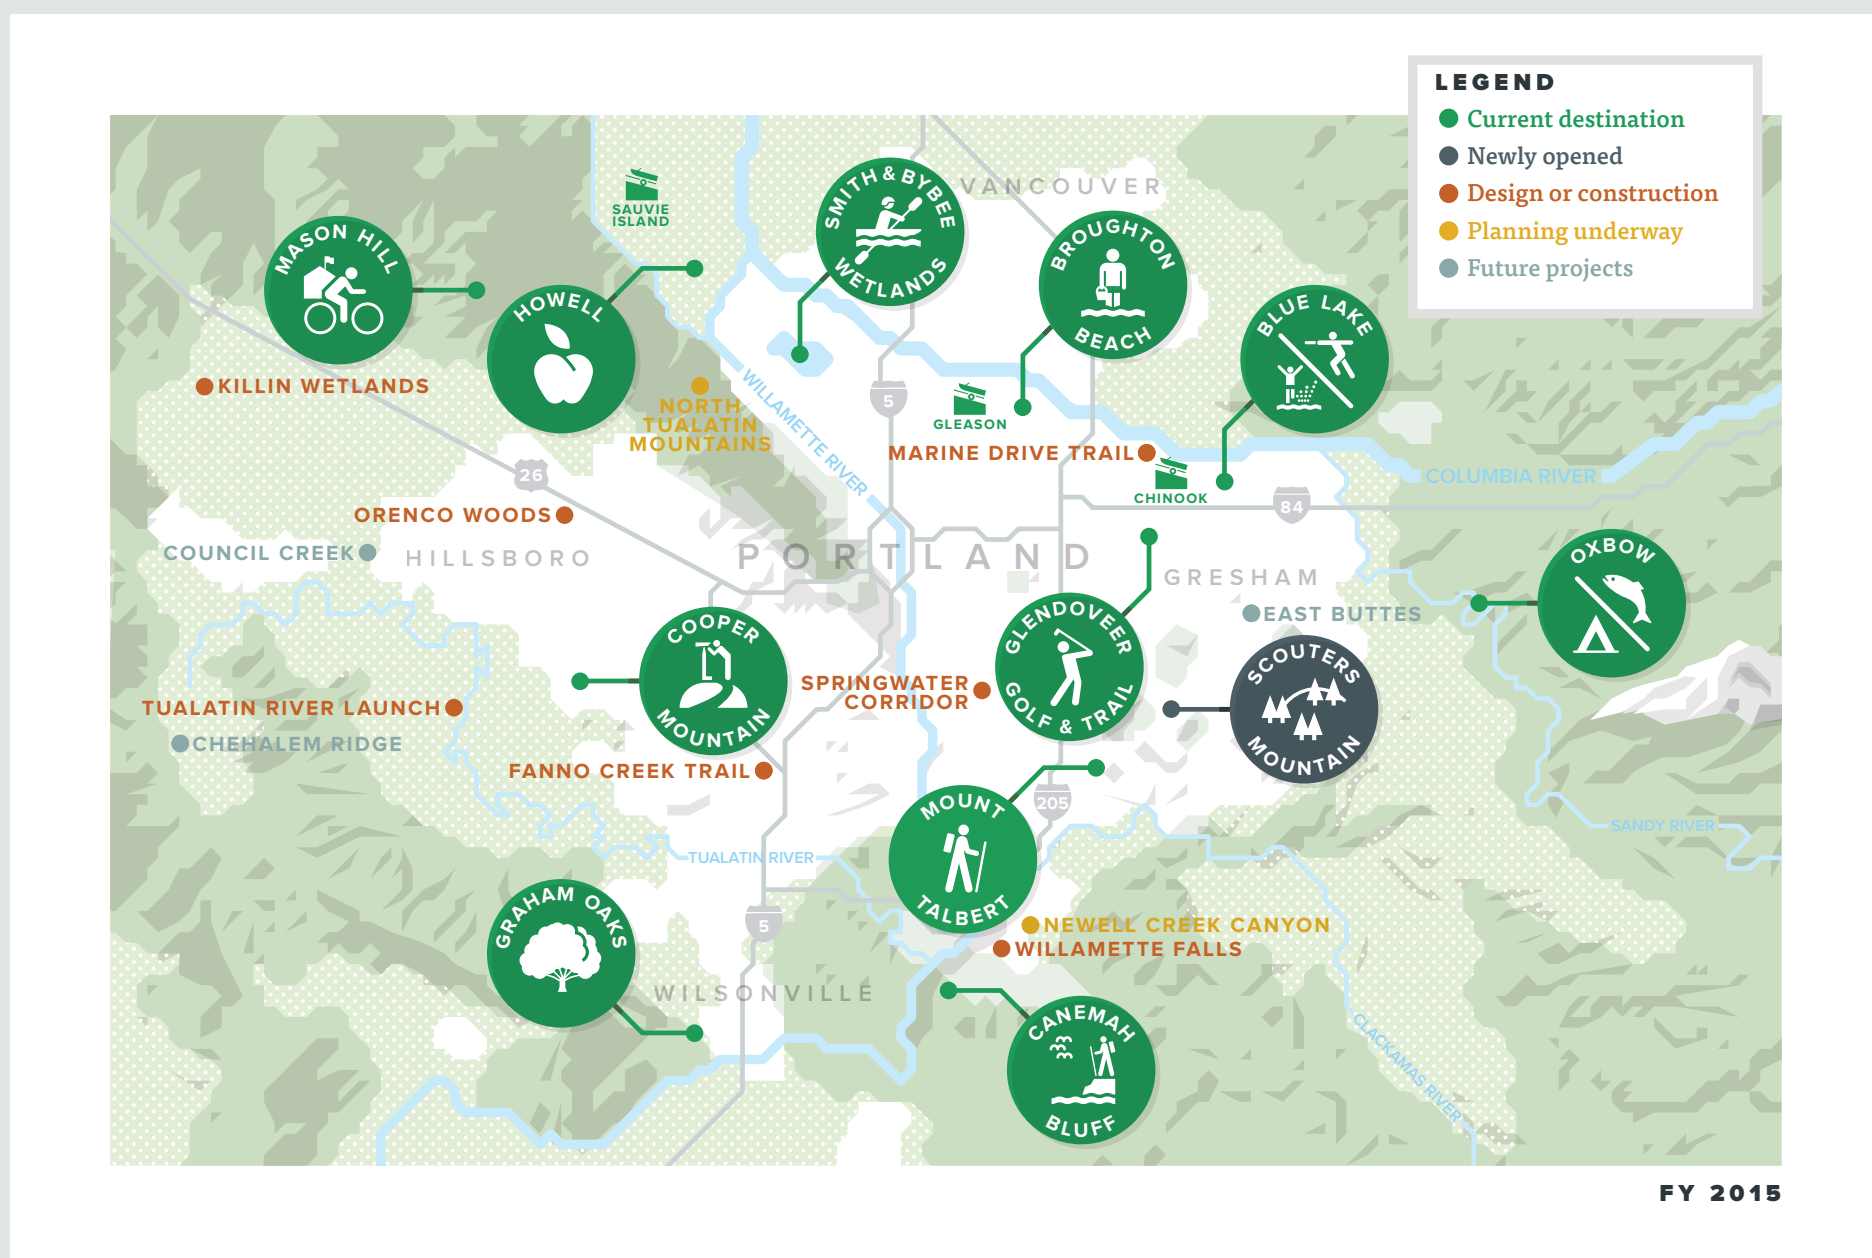 LEGEND
Current destination
Newly opened
Design or construction
Planning underway
Future projects
SAUVIE
ISLAND
SMITH & BYBEE
WETLANDS
VANCOUVER
MASON HILL
HOWELL
BROUGHTON
BEACH
BLUE LAKE
KILLIN WETLANDS
NORTH
TUALATIN
MOUNTAINS
WILLAMETTE RIVER
5
GLEASON
MARINE DRIVE TRAIL
CHINOOK
COLUMBIA RIVER
26
84
ORENCO WOODS
COUNCIL CREEK
HILLSBORO
PORTLAND
GRESHAM
OXBOW
EAST BUTTES
COOPER
MOUNTAIN
GLENDOVEER
GOLF & TRAIL
SCOUTERS
MOUNTAIN
SPRINGWATER
CORRIDOR
TUALATIN RIVER LAUNCH
CHEHALEM RIDGE
FANNO CREEK TRAIL
MOUNT
TALBERT
205
SANDY RIVER
TUALATIN RIVER
GRAHAM OAKS
5
NEWELL CREEK CANYON
WILLAMETTE FALLS
WILSONVILLE
CANEMAH
BLUFF
CLACKAMAS RIVER
FY 2015